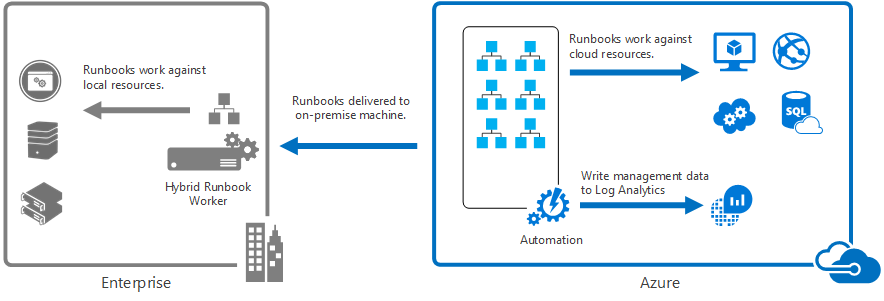 Runbooks work against
local resources.
Hybrid Runbook
Worker
Enterprise
Runbooks delivered to
on-premise machine.
Runbooks work against
cloud resources.
SQL
Write management data
to Log Analytics
Automation
Azure